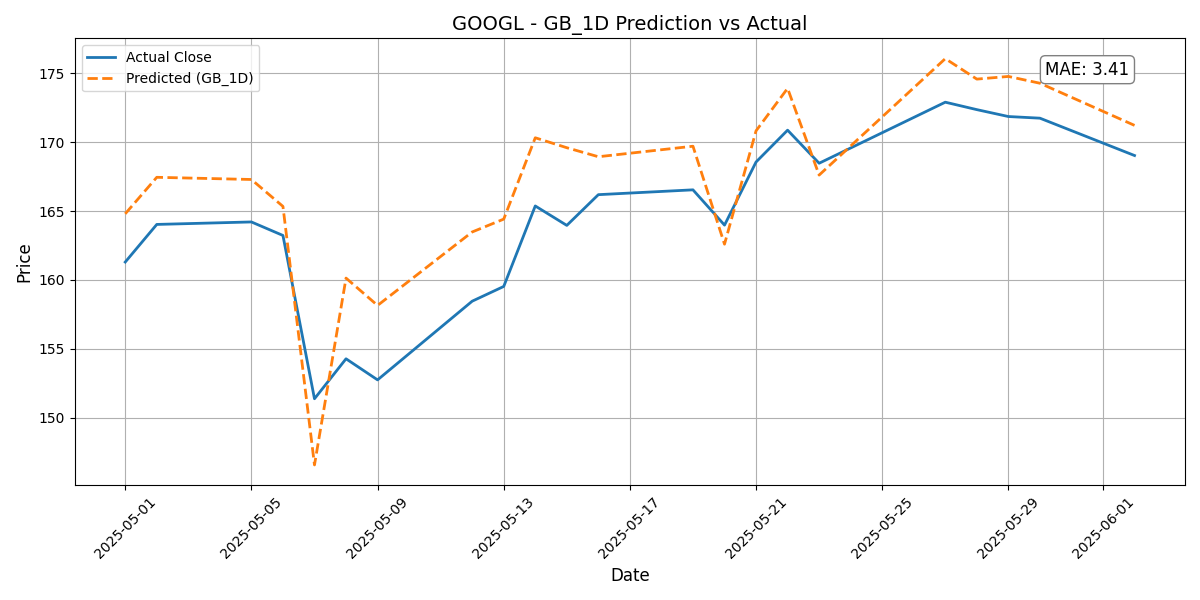 GOOGL - GB_1D Prediction vs Actual
Actual Close
Predicted (GB_1D)
MAE: 3.41
Price
175
170
165
160
155
150
2025-05-01
2025-05-05
2025-05-09
2025-05-13
2025-05-17
2025-05-21
2025-05-25
2025-05-29
2025-06-01
Date